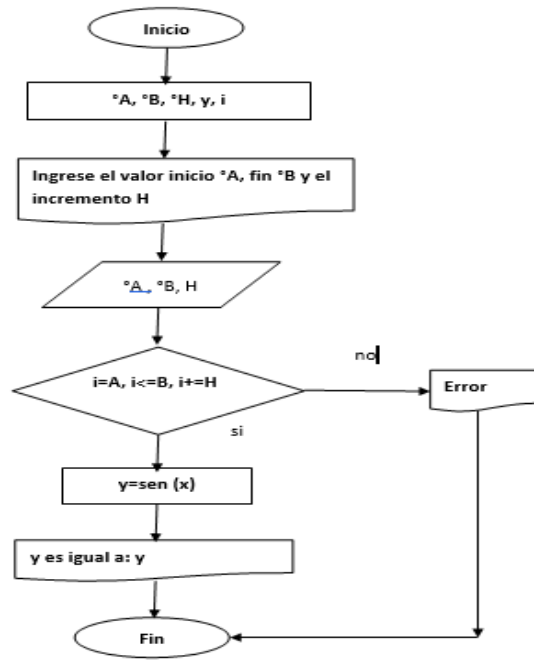 Inicio
°A, °B, °H, y, i
Ingrese el valor inicio °A, fin °B y el
incremento H
°A , °B, H
no
i=A, i<=B, i+=H
Error
si
y=sen (x)
y es igual a: y
Fin